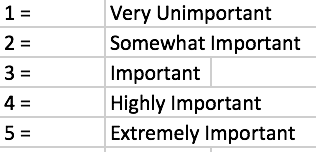 1 = Very Unimportant
2 = Somewhat Important
3 = Important
4 = Highly Important
5 = Extremely Important